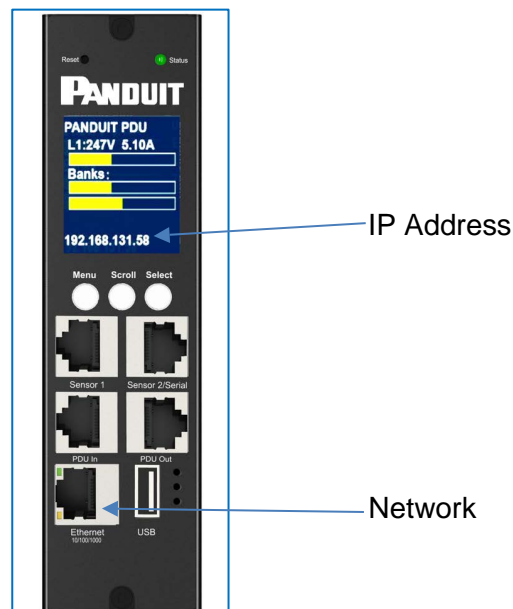 Reset
Status
PANDUIT
PANDUIT PDU
L1:247V 5.10A
Banks:
192.168.131.58
IP Address
Menu Scroll Select
Sensor 1 Sensor 2/Serial
PDU In PDU Out
Network
Ethernet USB
10/100/1000